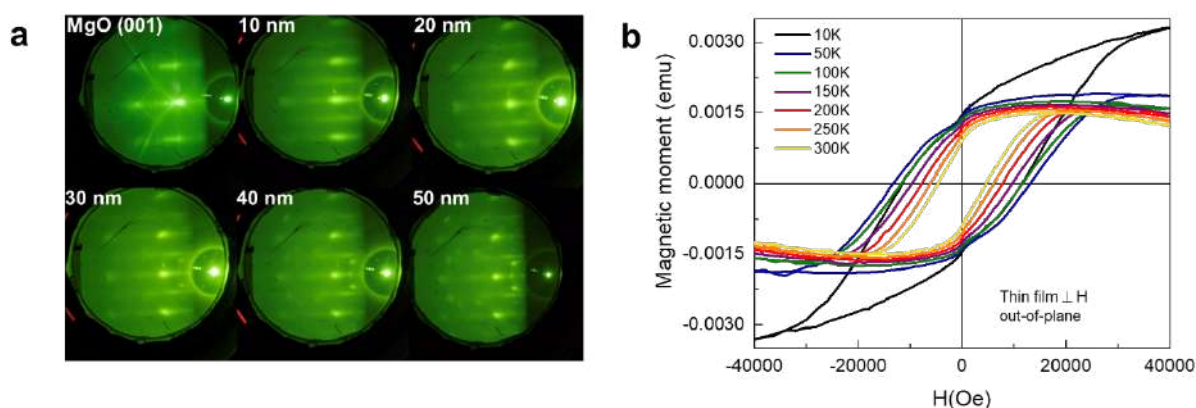 a
MgO (001)
10 nm
20 nm
30 nm
40 nm
50 nm
b
Magnetic moment (emu)
0.0030
0.0015
0.0000
-0.0015
-0.0030
10K
50K
100K
150K
200K
250K
300K
Thin film ⊥ H
out-of-plane
-40000
-20000
0
20000
40000
H(Oe)